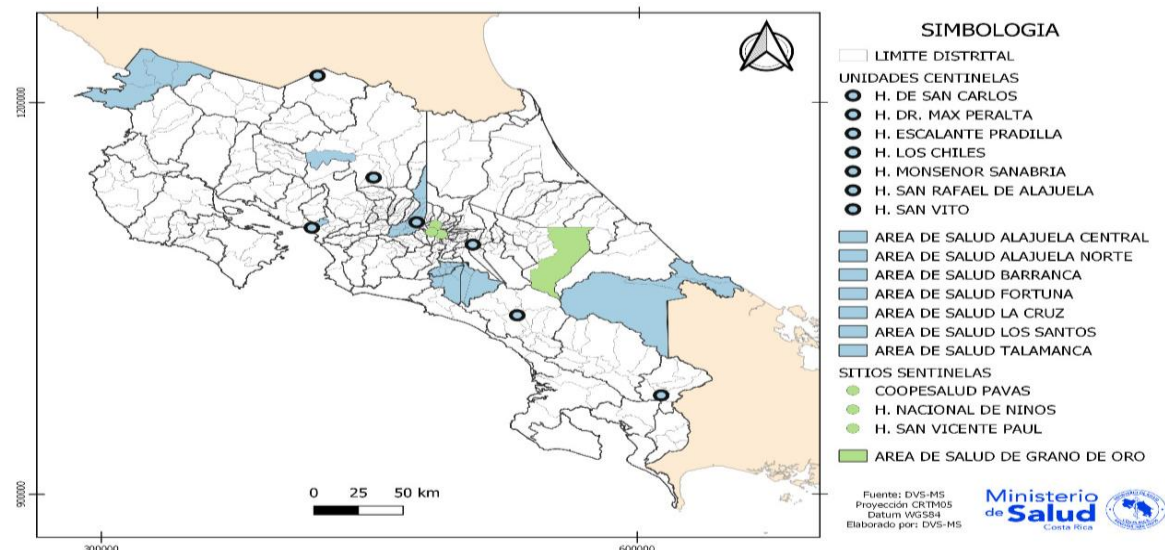 SIMBOLOGIA
LIMITE DISTRITAL
UNIDADES CENTINELAS
H. DE SAN CARLOS
H. DR. MAX PERALTA
H. ESCALANTE PRADILLA
H. LOS CHILES
H. MONSENOR SANABRIA
H. SAN RAFAEL DE ALAJUELA
H. SAN VITO
AREA DE SALUD ALAJUELA CENTRAL
AREA DE SALUD ALAJUELA NORTE
AREA DE SALUD BARRANCA
AREA DE SALUD FORTUNA
AREA DE SALUD LA CRUZ
AREA DE SALUD LOS SANTOS
AREA DE SALUD TALAMANCA
SITIOS SENTINELAS
COOPESALUD PAVAS
H. NACIONAL DE NINOS
H. SAN VICENTE PAUL
AREA DE SALUD DE GRANO DE ORO
Fuente: DVS-MS
Proyección CRTM05
Datum WGS84
Elaborado por: DVS-MS
Ministerio
de Salud
Costa Rica
1200000
900000
0 25 50 km
300000 600000